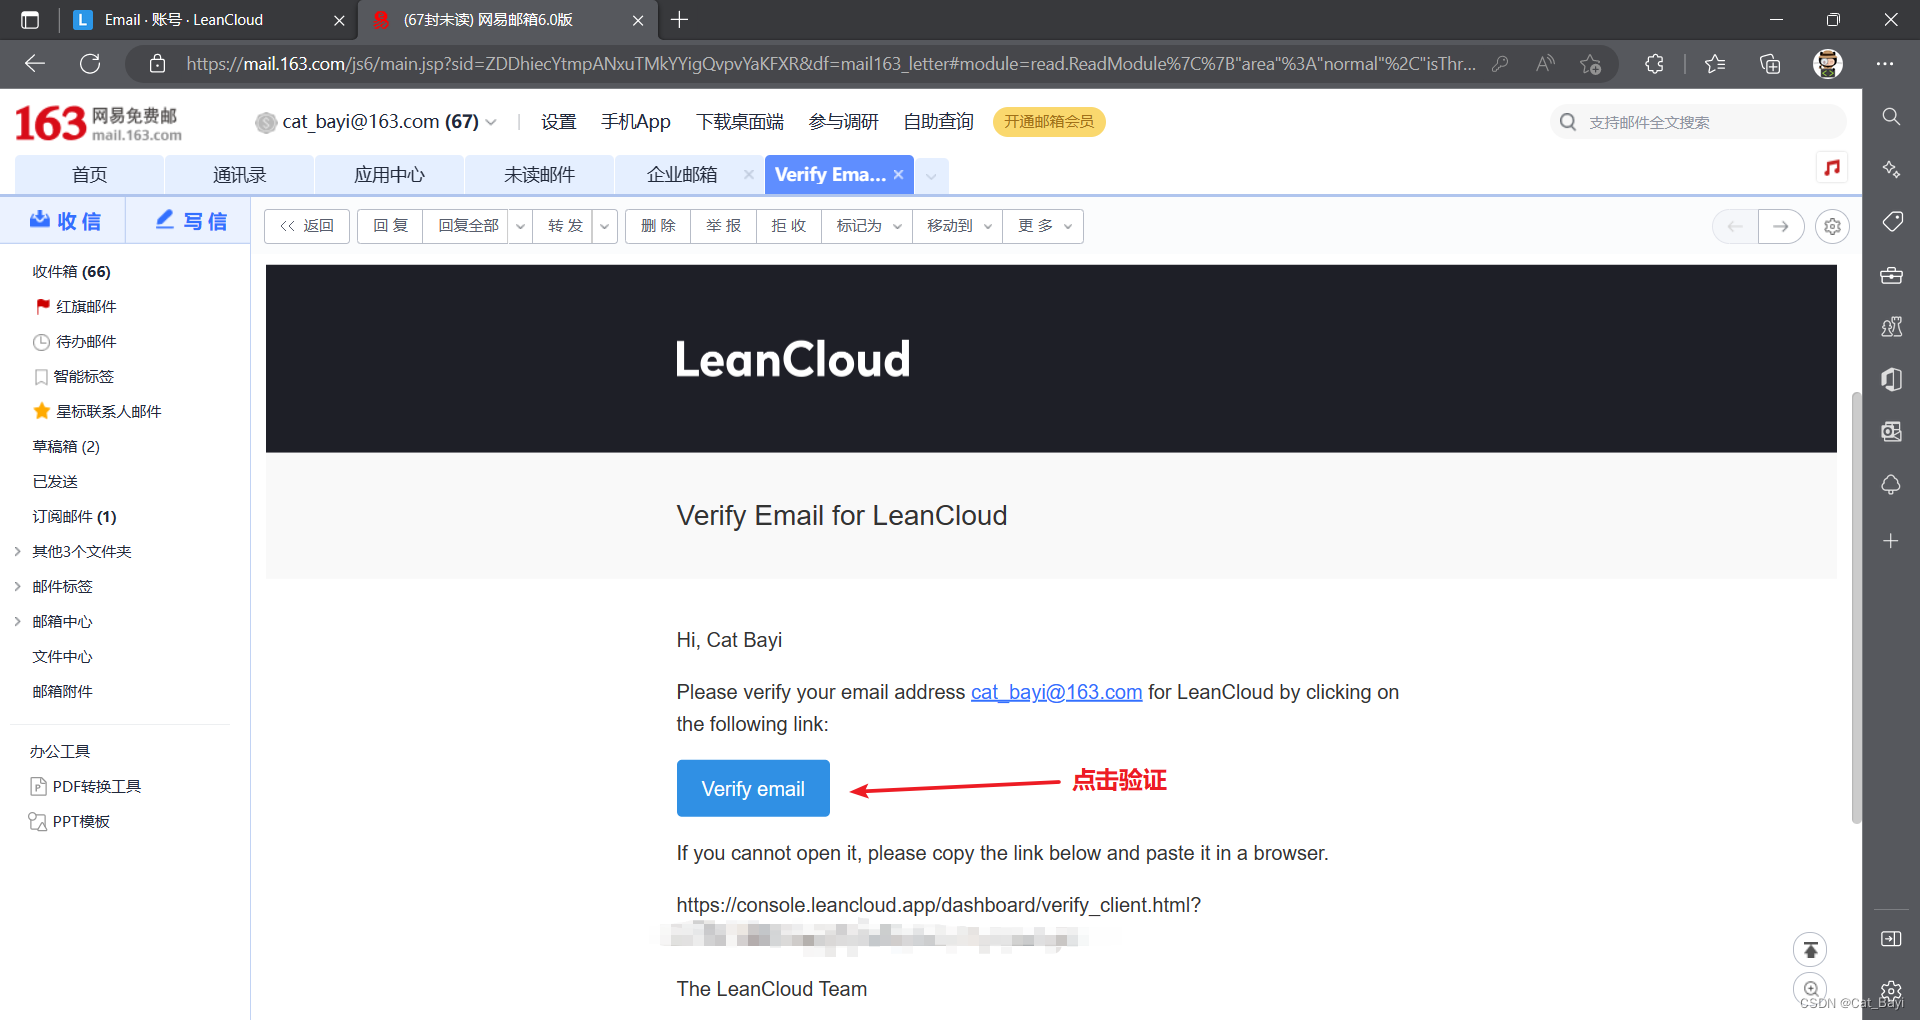 Email · 账号 · LeanCloud
(67封未读) 网易邮箱6.0版
https://mail.163.com/js6/main.jsp?sid=ZDDhiecYtmpANxuTMkYYigQvpvYaKFXR&df=mail163_letter#module=read.ReadModule%7C%7B"area"%3A"normal"%2C"isThr...
163 网易免费邮
mail.163.com
cat_bayi@163.com (67)
设置 手机App 下载桌面端 参与调研 自助查询 开通邮箱会员
支持邮件全文搜索
首页 通讯录 应用中心 未读邮件 企业邮箱 Verify Ema...
收 信 写 信
<< 返回 回 复 回复全部 转 发 删 除 举 报 拒 收 标记为 移动到 更 多
收件箱 (66)
红旗邮件
待办邮件
智能标签
星标联系人邮件
草稿箱 (2)
已发送
订阅邮件 (1)
其他3个文件夹
邮件标签
邮箱中心
文件中心
邮箱附件
办公工具
PDF转换工具
PPT模板
LeanCloud
Verify Email for LeanCloud
Hi, Cat Bayi
Please verify your email address cat_bayi@163.com for LeanCloud by clicking on
the following link:
Verify email
点击验证
If you cannot open it, please copy the link below and paste it in a browser.
https://console.leancloud.app/dashboard/verify_client.html?
The LeanCloud Team
CSDN @Cat_Bayi